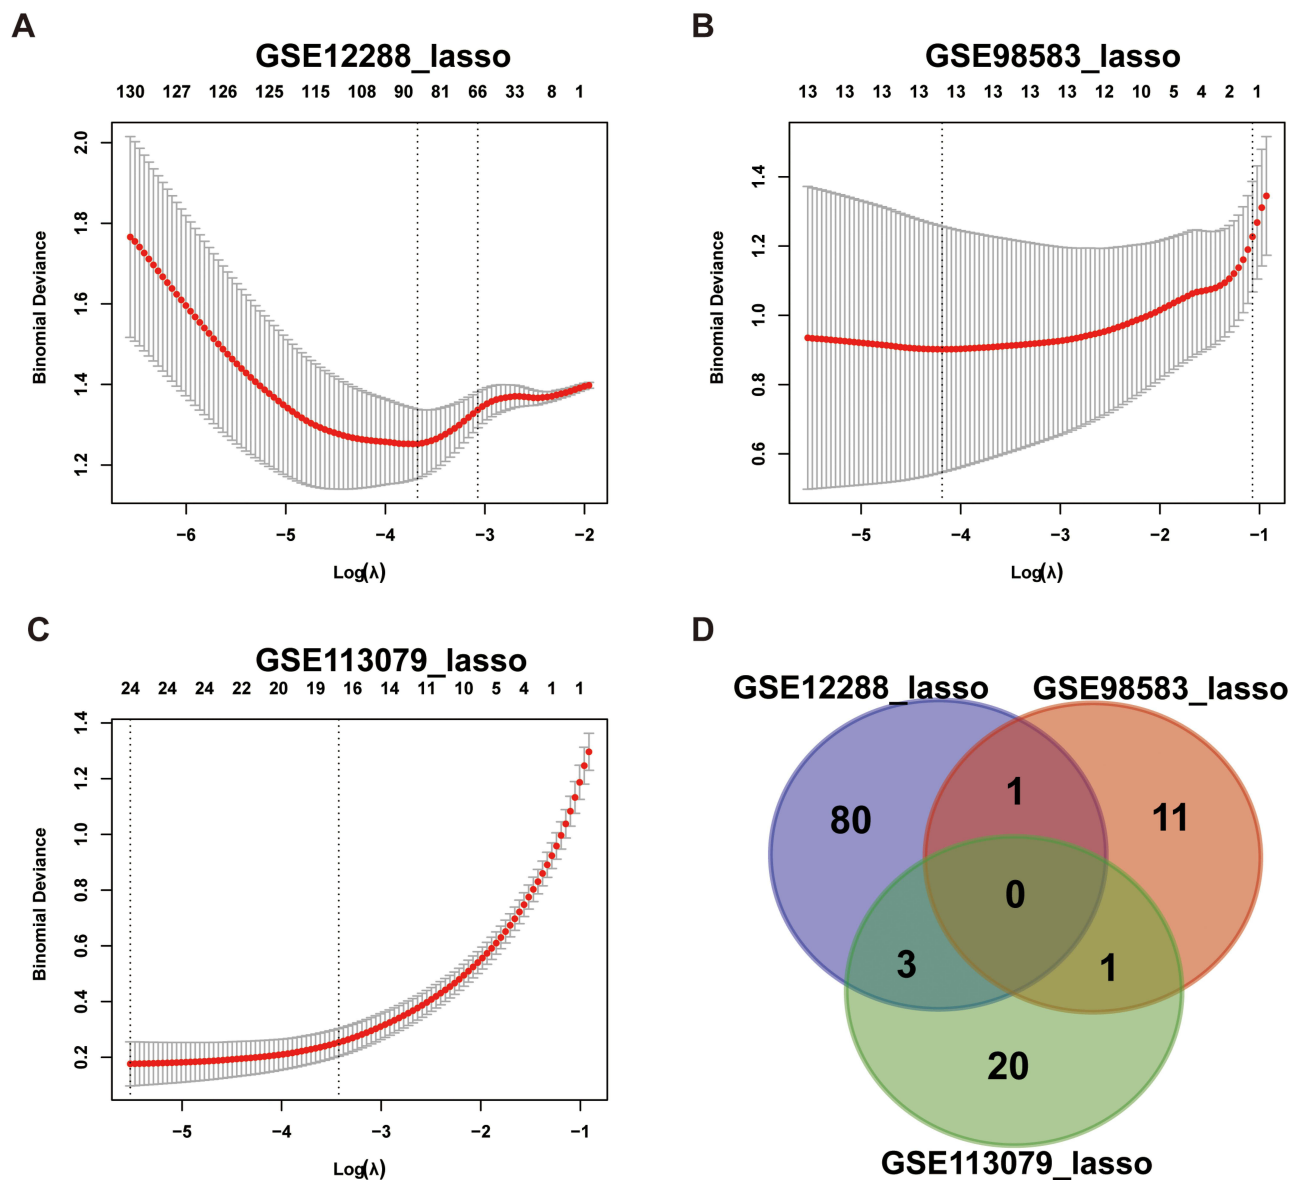 A
GSE12288_lasso
130 127 126 125 115 108 90 81 66 33 8 1
2.0
1.8
1.6
1.4
1.2
Binomial Deviance
−6 −5 −4 −3 −2
Log(λ)
B
GSE98583_lasso
13 13 13 13 13 13 13 13 12 10 5 4 2 1
1.4
1.2
1.0
0.8
0.6
Binomial Deviance
−5 −4 −3 −2 −1
Log(λ)
C
GSE113079_lasso
24 24 24 22 20 19 16 14 11 10 5 4 1 1
1.4
1.2
1.0
0.8
0.6
0.4
0.2
Binomial Deviance
−5 −4 −3 −2 −1
Log(λ)
D
GSE12288_lasso GSE98583_lasso
80 1 11
0
3 1
20
GSE113079_lasso